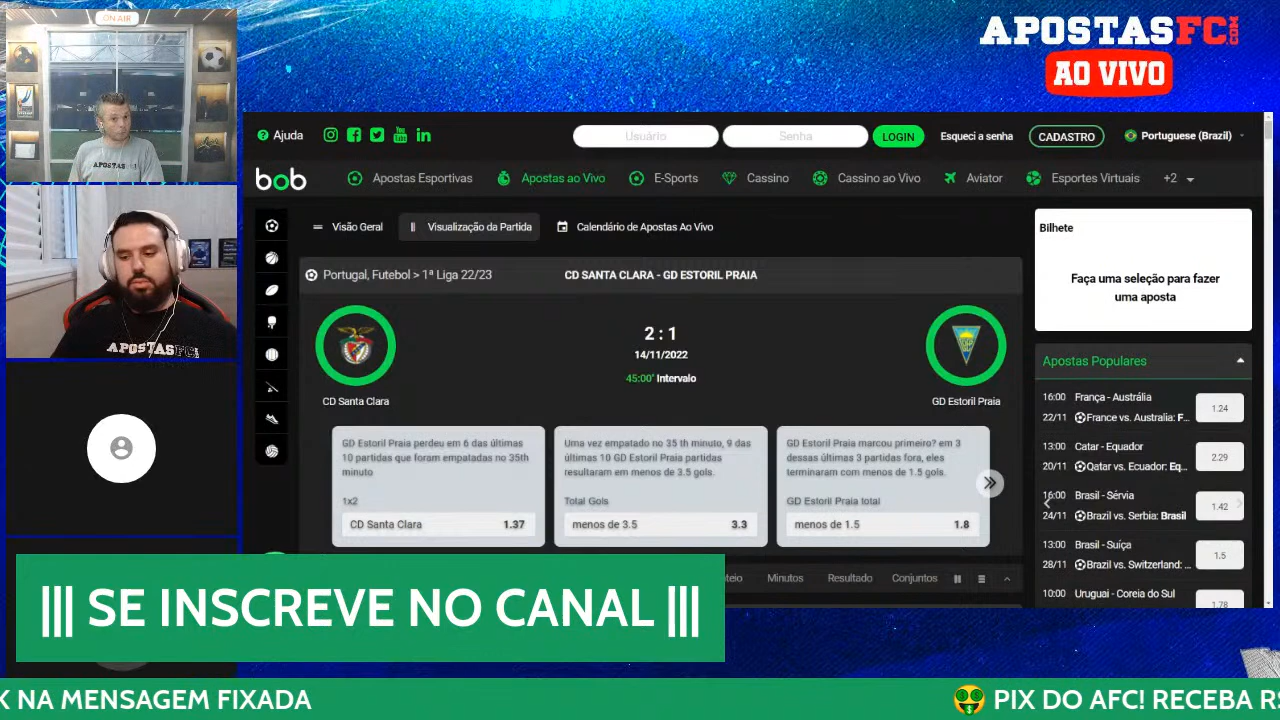 ON AIR
APOSTASFC.COM
AO VIVO
APOSTAS
APOSTASFC
Ajuda
Usuário
Senha
LOGIN
Esqueci a senha
CADASTRO
Portuguese (Brazil)
bob
Apostas Esportivas
Apostas ao Vivo
E-Sports
Cassino
Cassino ao Vivo
Aviator
Esportes Virtuais
+2
Visão Geral
Visualização da Partida
Calendário de Apostas Ao Vivo
Portugal, Futebol > 1ª Liga 22/23
CD SANTA CLARA - GD ESTORIL PRAIA
2 : 1
14/11/2022
45:00' Intervalo
CD Santa Clara
GD Estoril Praia
GD Estoril Praia perdeu em 6 das últimas
10 partidas que foram empatadas no 35th
minuto
1x2
CD Santa Clara 1.37
Uma vez empatado no 35 th minuto, 9 das
últimas 10 GD Estoril Praia partidas
resultaram em menos de 3.5 gols.
Total Gols
menos de 3.5 3.3
GD Estoril Praia marcou primeiro? em 3
dessas últimas 3 partidas fora, eles
terminaram com menos de 1.5 gols.
GD Estoril Praia total
menos de 1.5 1.8
Minutos
Resultado
Conjuntos
Bilhete
Faça uma seleção para fazer
uma aposta
Apostas Populares
16:00 França - Austrália
22/11 France vs. Australia: F...
1.24
13:00 Catar - Equador
20/11 Qatar vs. Ecuador: Eq...
2.29
16:00 Brasil - Sérvia
24/11 Brazil vs. Serbia: Brasil
1.42
13:00 Brasil - Suíça
28/11 Brazil vs. Switzerland: ...
1.5
10:00 Uruguai - Coreia do Sul
1.78
||| SE INSCREVE NO CANAL |||
K NA MENSAGEM FIXADA
PIX DO AFC! RECEBA R$